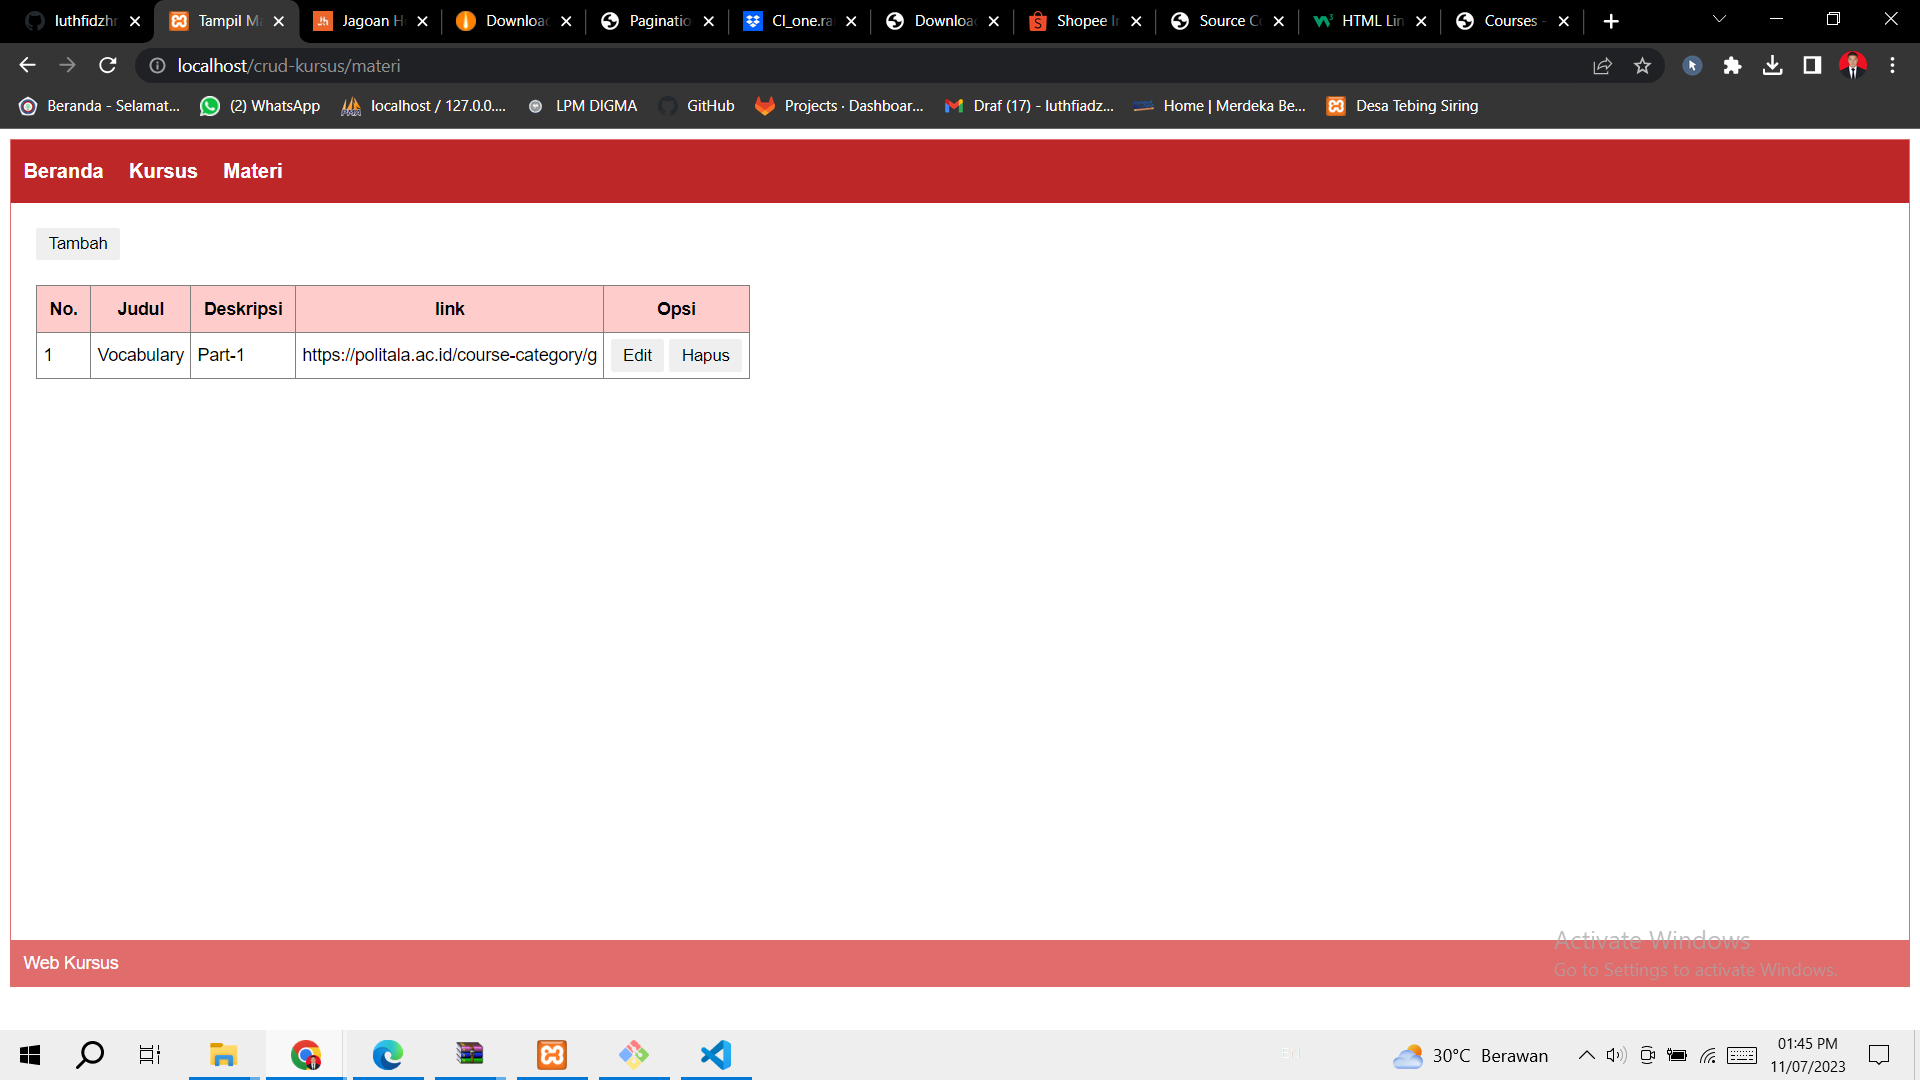 luthfidzhr Tampil Ma Jagoan H Download Paginatio CI_one.ra Download Shopee I Source Co HTML Lin Courses -
localhost/crud-kursus/materi
Beranda - Selamat... (2) WhatsApp localhost / 127.0.0.... LPM DIGMA GitHub Projects · Dashboar... Draf (17) - luthfiadz... Home | Merdeka Be... Desa Tebing Siring
Beranda Kursus Materi
Tambah
No. Judul Deskripsi link Opsi
1 Vocabulary Part-1 https://politala.ac.id/course-category/g Edit Hapus
Activate Windows
Web Kursus
Go to Settings to activate Windows.
30°C Berawan
01:45 PM
11/07/2023